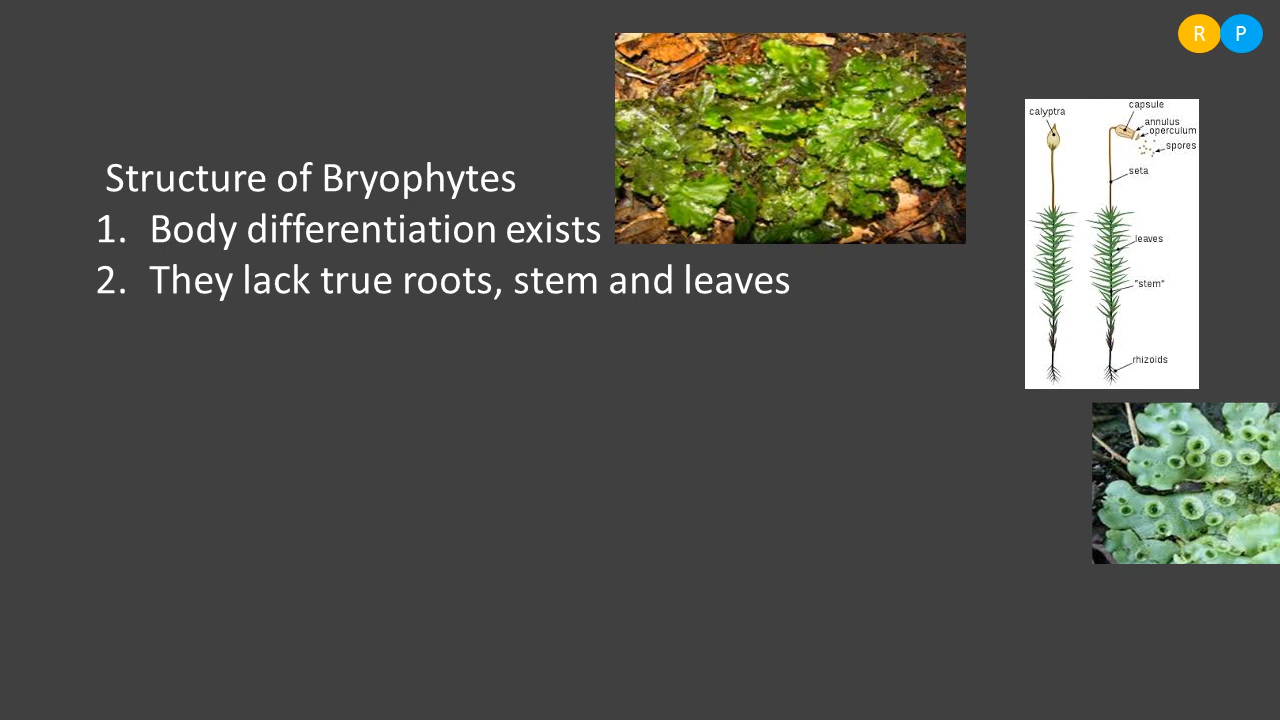 R P
Structure of Bryophytes
1. Body differentiation exists
2. They lack true roots, stem and leaves
calyptra
capsule
annulus
operculum
spores
seta
leaves
"stem"
rhizoids